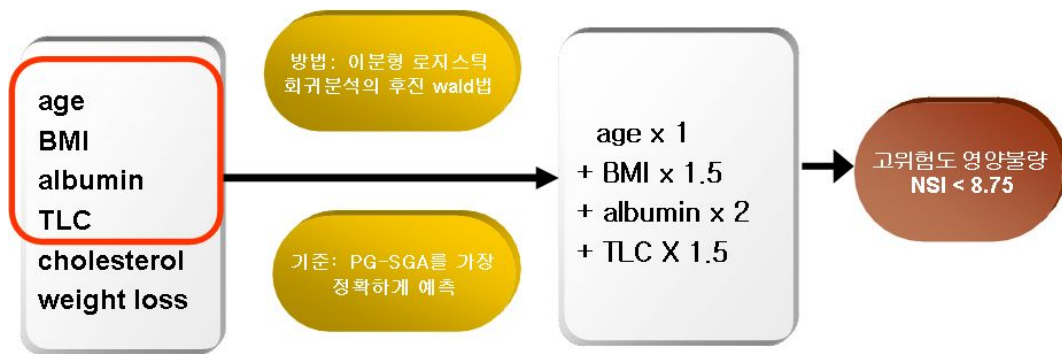 age
BMI
albumin
TLC
cholesterol
weight loss
방법: 이분형 로지스틱
회귀분석의 후진 wald법
기준: PG-SGA를 가장
정확하게 예측
age x 1
+ BMI x 1.5
+ albumin x 2
+ TLC X 1.5
고위험도 영양불량
NSI < 8.75